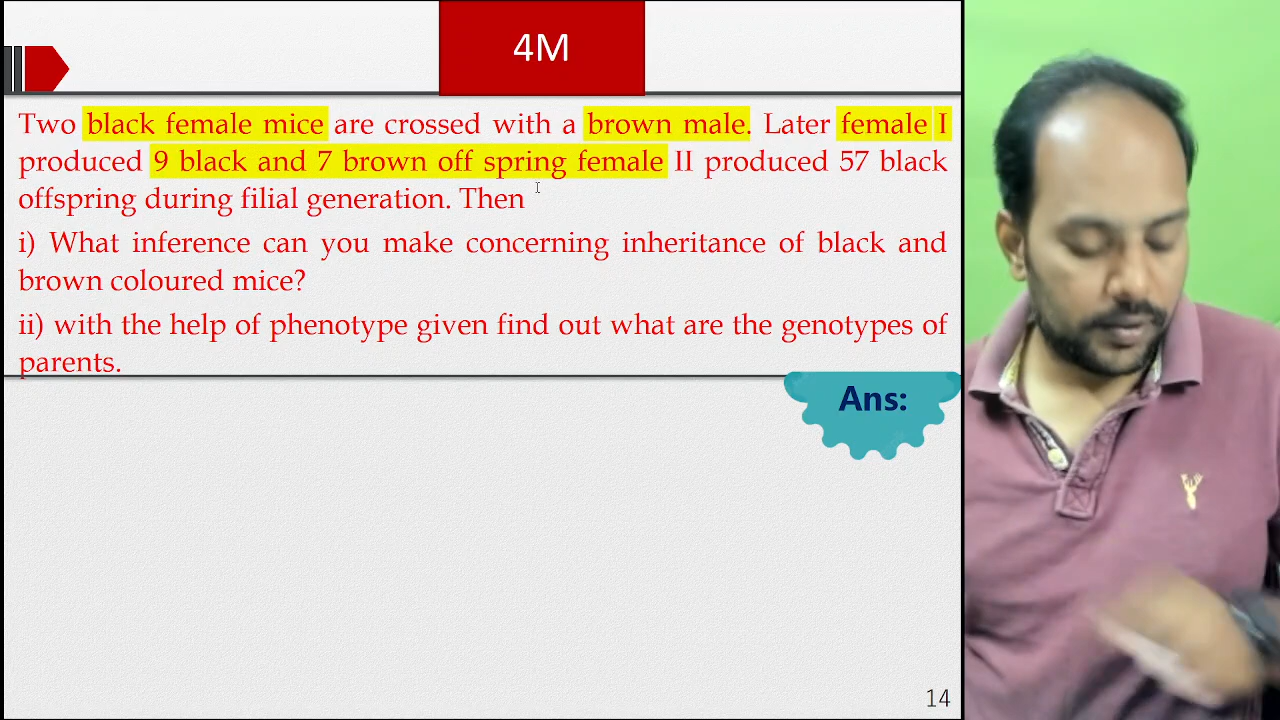 4M
Two black female mice are crossed with a brown male. Later female I
produced 9 black and 7 brown off spring female II produced 57 black
offspring during filial generation. Then
i) What inference can you make concerning inheritance of black and
brown coloured mice?
ii) with the help of phenotype given find out what are the genotypes of
parents.
Ans:
14